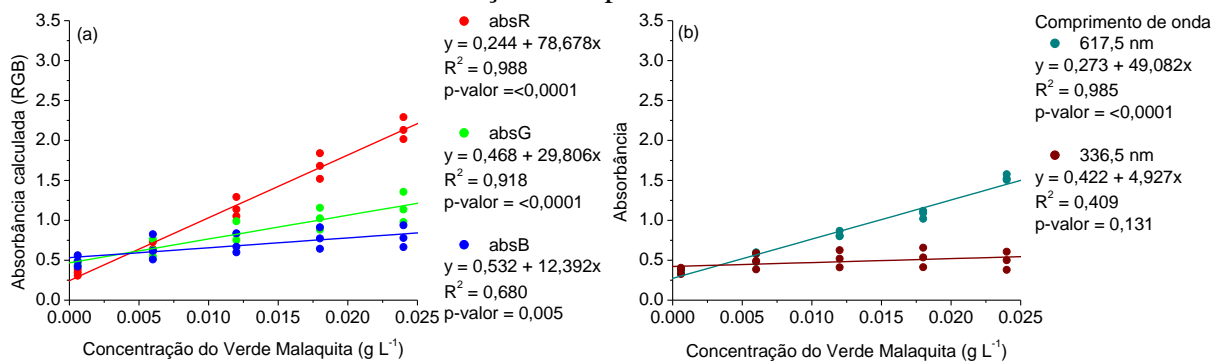 (a)
Absorbância calculada (RGB)
3.5
3.0
2.5
2.0
1.5
1.0
0.5
0.0
0.000 0.005 0.010 0.015 0.020 0.025
Concentração do Verde Malaquita (g L-1)
absR
y = 0,244 + 78,678x
R2 = 0,988
p-valor =<0,0001
absG
y = 0,468 + 29,806x
R2 = 0,918
p-valor = <0,0001
absB
y = 0,532 + 12,392x
R2 = 0,680
p-valor = 0,005
(b)
Absorbância
3.5
3.0
2.5
2.0
1.5
1.0
0.5
0.0
0.000 0.005 0.010 0.015 0.020 0.025
Concentração do Verde Malaquita (g L-1)
Comprimento de onda
617,5 nm
y = 0,273 + 49,082x
R2 = 0,985
p-valor = <0,0001
336,5 nm
y = 0,422 + 4,927x
R2 = 0,409
p-valor = 0,131